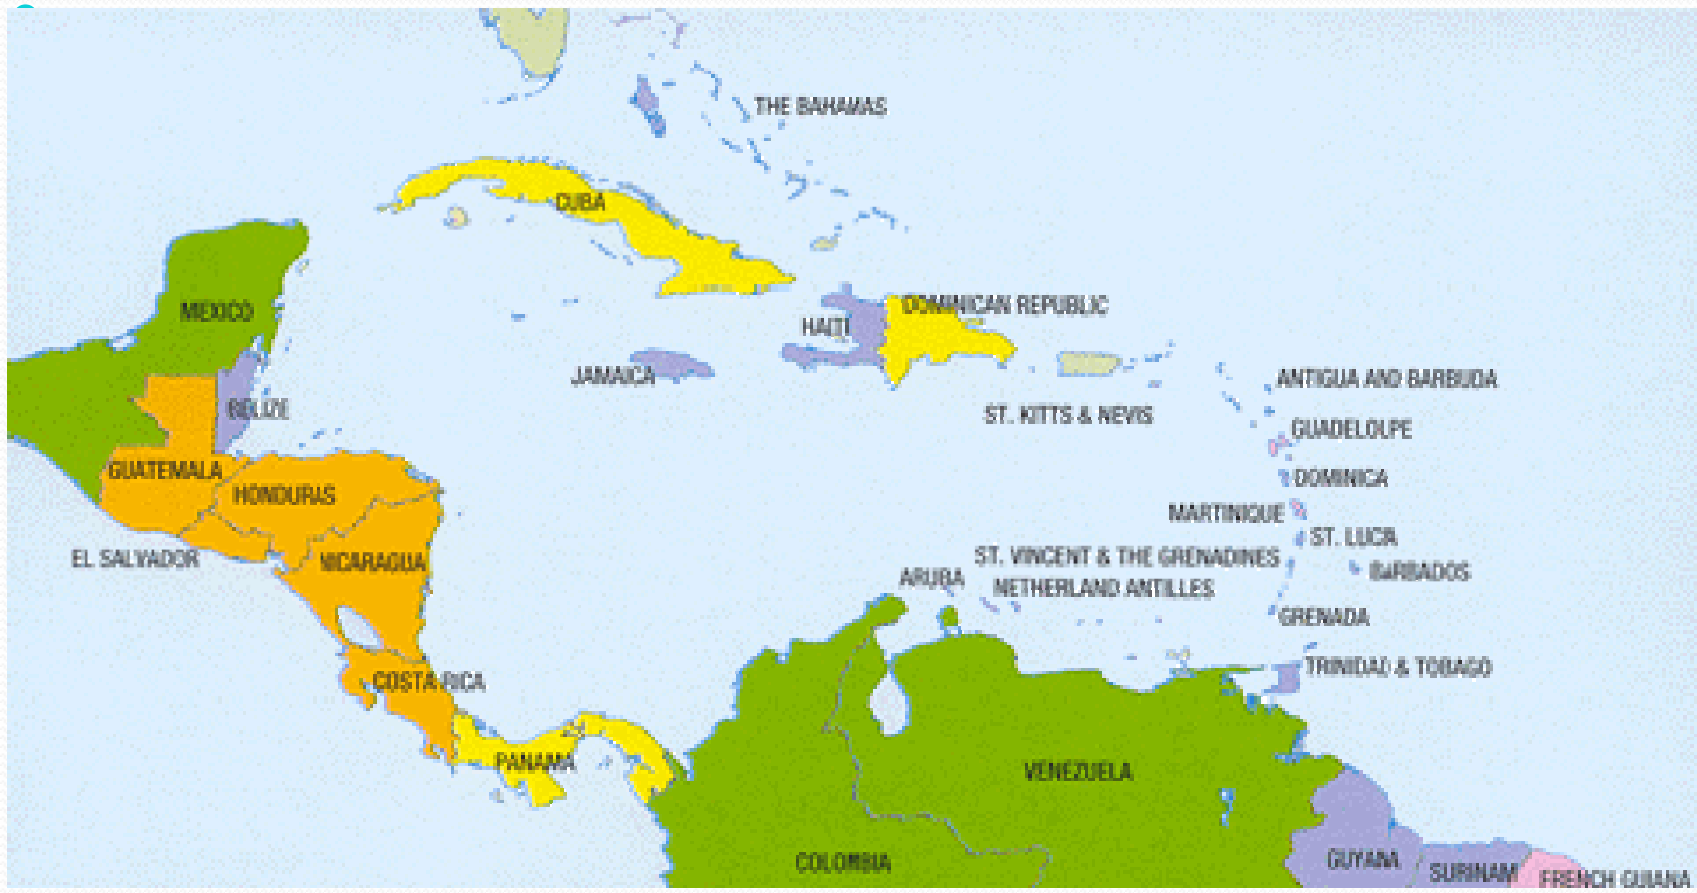 THE BAHAMAS
CUBA
MEXICO
DOMINICAN REPUBLIC
HAITI
JAMAICA
ANTIGUA AND BARBUDA
BELIZE
ST. KITTS & NEVIS
GUADELOUPE
GUATEMALA
DOMINICA
HONDURAS
MARTINIQUE
ST. LUCIA
EL SALVADOR
NICARAGUA
ST. VINCENT & THE GRENADINES
BARBADOS
ARUBA
NETHERLAND ANTILLES
GRENADA
TRINIDAD & TOBAGO
COSTA RICA
PANAMA
VENEZUELA
COLOMBIA
GUYANA
SURINAM
FRENCH GUIANA